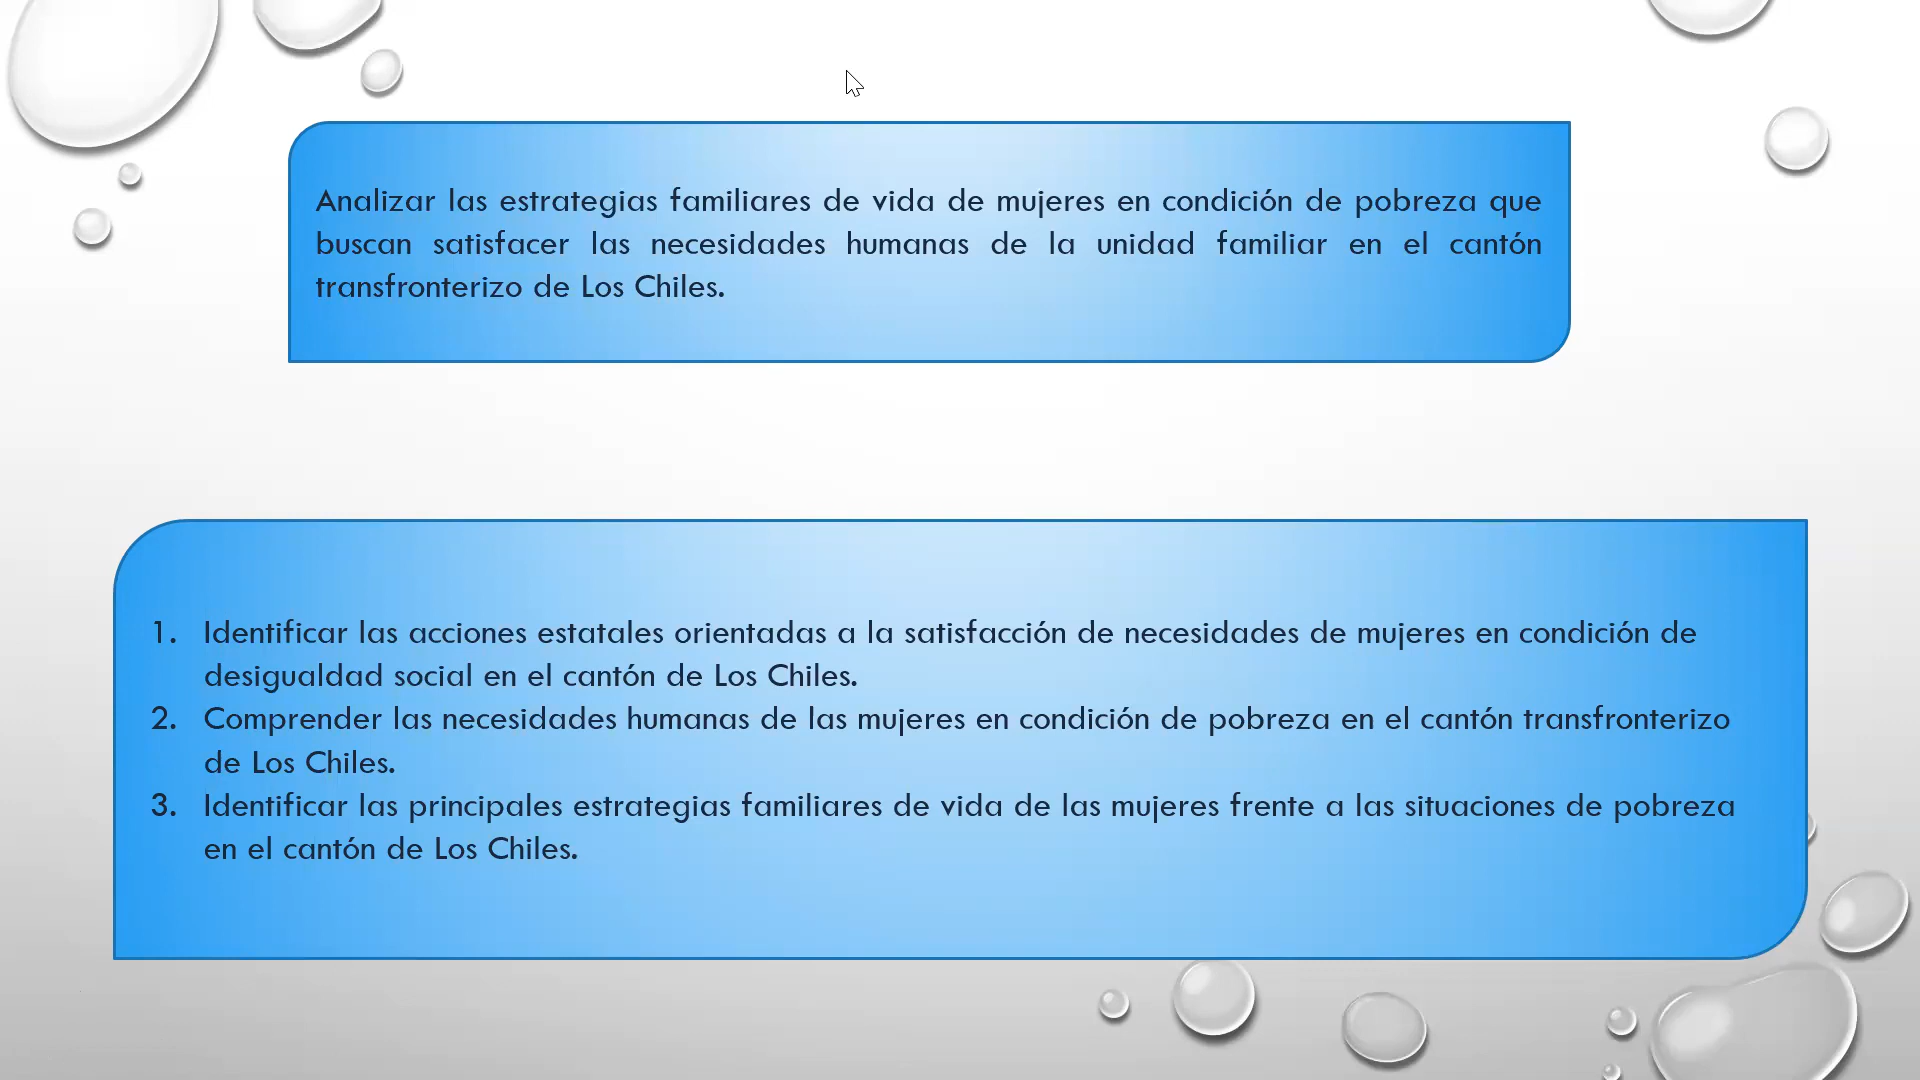 Analizar las estrategias familiares de vida de mujeres en condición de pobreza que
buscan satisfacer las necesidades humanas de la unidad familiar en el cantón
transfronterizo de Los Chiles.
1. Identificar las acciones estatales orientadas a la satisfacción de necesidades de mujeres en condición de
desigualdad social en el cantón de Los Chiles.
2. Comprender las necesidades humanas de las mujeres en condición de pobreza en el cantón transfronterizo
de Los Chiles.
3. Identificar las principales estrategias familiares de vida de las mujeres frente a las situaciones de pobreza
en el cantón de Los Chiles.